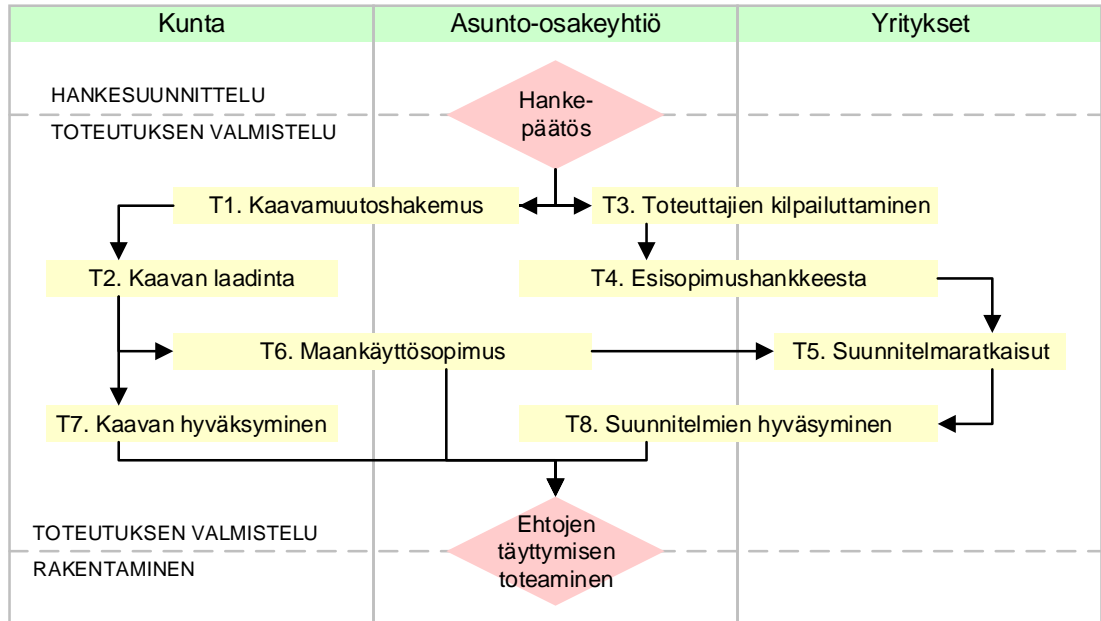 Kunta
Asunto-osakeyhtiö
Yritykset
HANKESUUNNITTELU
TOTEUTUKSEN VALMISTELU
Hanke-
päätös
T1. Kaavamuutoshakemus
T3. Toteuttajien kilpailuttaminen
T2. Kaavan laadinta
T4. Esisopimushankkeesta
T6. Maankäyttösopimus
T5. Suunnitelmaratkaisut
T7. Kaavan hyväksyminen
T8. Suunnitelmien hyväsyminen
TOTEUTUKSEN VALMISTELU
RAKENTAMINEN
Ehtojen
täyttymisen
toteaminen